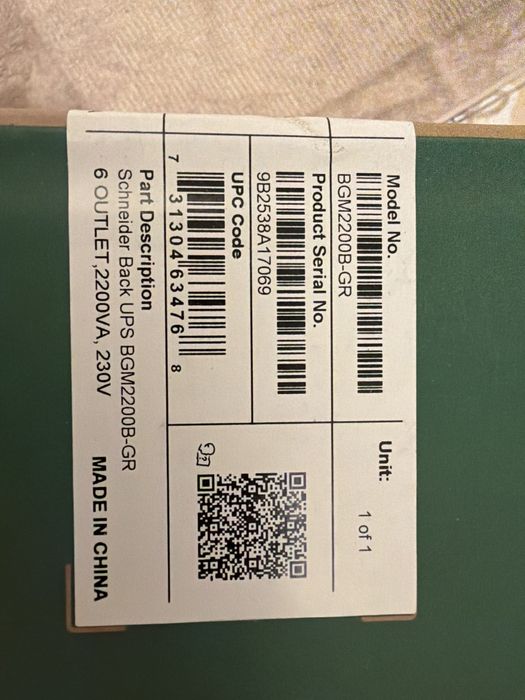 Model No.
BGM2200B-GR
Unit:
1 of 1
Product Serial No.
9B2538A17069
UPC Code
7 31304 63476 8
Part Description
Schneider Back UPS BGM2200B-GR
6 OUTLET,2200VA, 230V
MADE IN CHINA